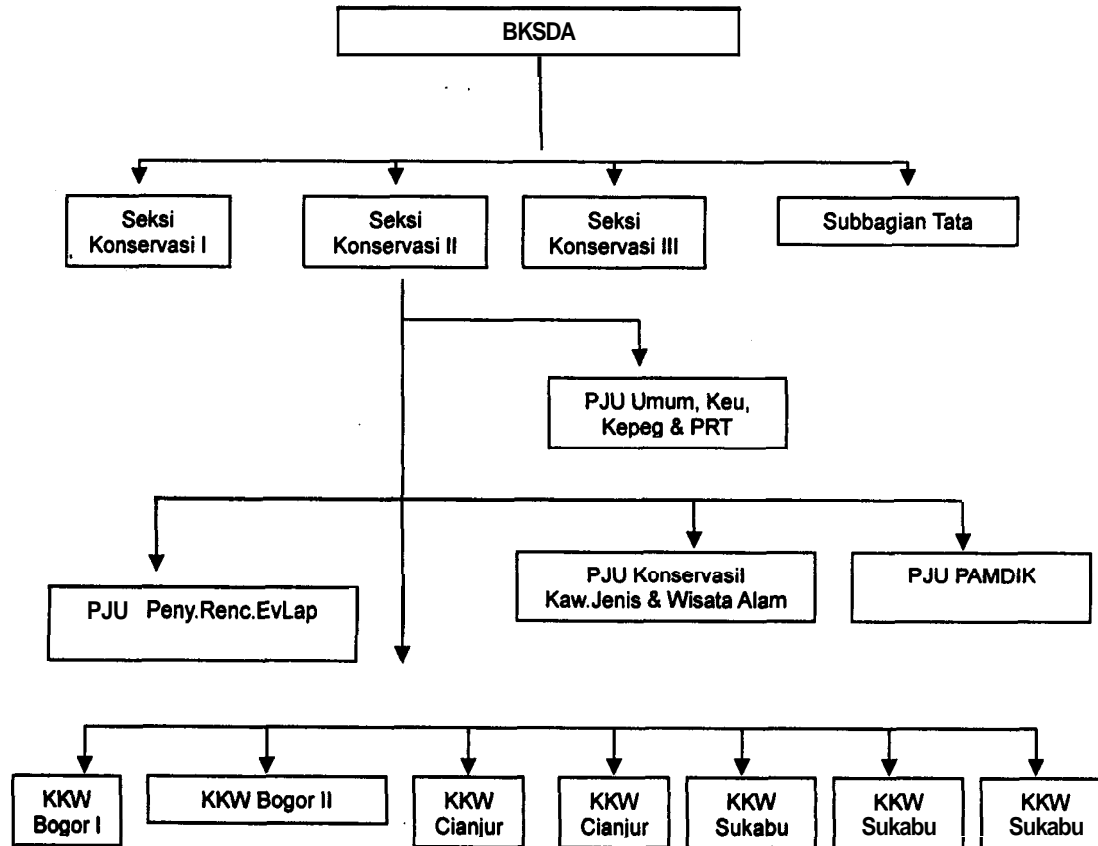 BKSDA
Seksi
Konservasi I
Seksi
Konservasi II
Seksi
Konservasi III
Subbagian Tata
PJU Umum, Keu,
Kepeg & PRT
PJU Peny.Renc.EvLap
PJU Konservasil
Kaw.Jenis & Wisata Alam
PJU PAMDIK
KKW
Bogor I
KKW Bogor II
KKW
Cianjur
KKW
Cianjur
KKW
Sukabu
KKW
Sukabu
KKW
Sukabu